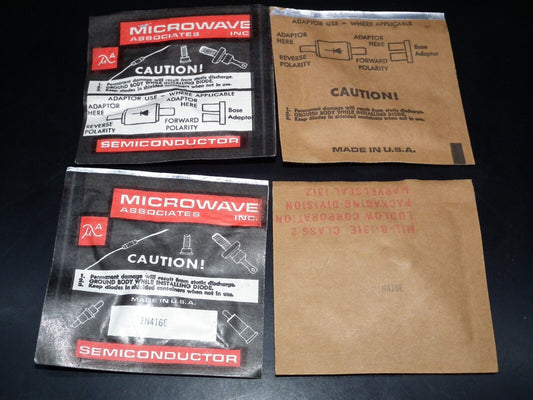 MICROWAVE
ASSOCIATES INC.
CAUTION!
Permanent damage will result from static discharge.
GROUND BODY WHILE INSTALLING DIODE.
Keep diodes in shielded containers when not in use.
ADAPTOR USE - WHERE APPLICABLE
ADAPTOR HERE
ADAPTOR HERE
Base Adaptor
REVERSE POLARITY
FORWARD POLARITY
SEMICONDUCTOR
ADAPTOR USE - WHERE APPLICABLE
ADAPTOR HERE
ADAPTOR HERE
REVERSE POLARITY
FORWARD POLARITY
Base Adaptor
CAUTION!
Permanent damage will result from static discharge.
GROUND BODY WHILE INSTALLING DIODE.
Keep diodes in shielded containers when not in use.
MADE IN U.S.A.
MICROWAVE
ASSOCIATES INC.
CAUTION!
1. Permanent damage will result from static discharge.
GROUND BODY WHILE INSTALLING DIODE.
Keep diodes in shielded containers when not in use.
MADE IN U.S.A.
1N416E
SEMICONDUCTOR
MIL-B-131E CLASS 2
PACKAGING DIVISION
LUDLOW CORPORATION
MARVELSEAL 1312
1N416E